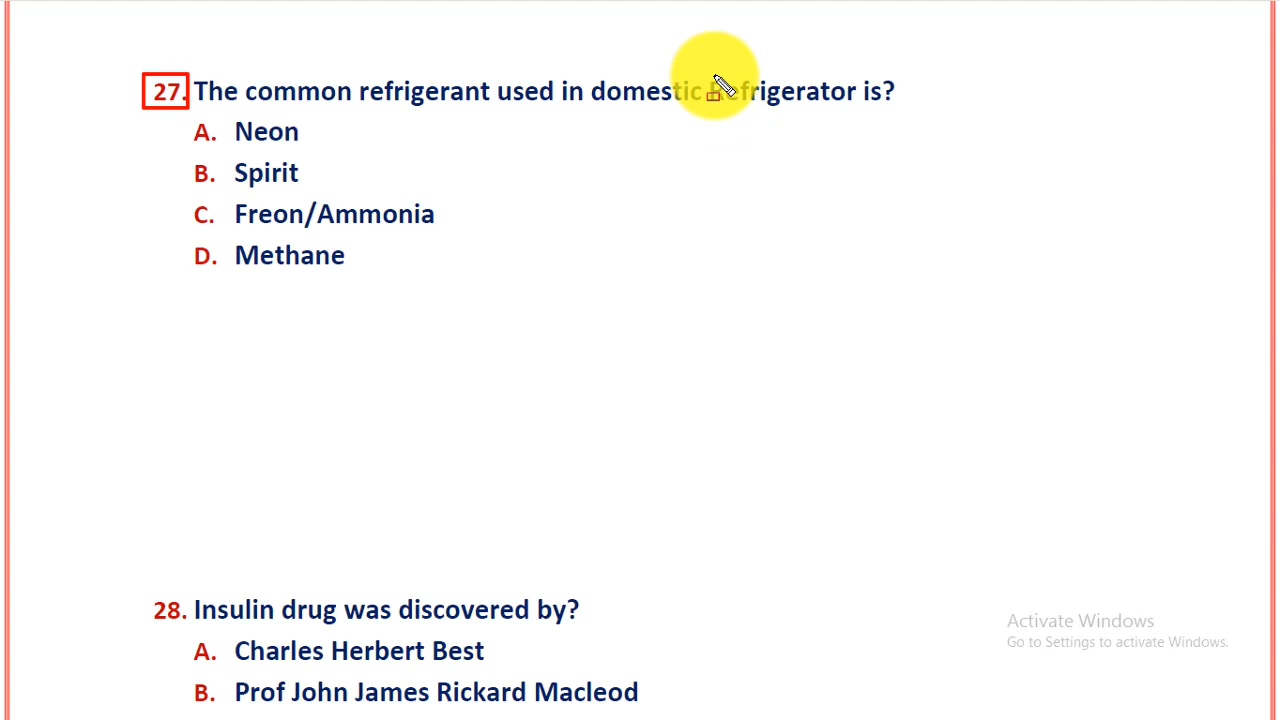 27. The common refrigerant used in domestic Refrigerator is?
A. Neon
B. Spirit
C. Freon/Ammonia
D. Methane
28. Insulin drug was discovered by?
A. Charles Herbert Best
B. Prof John James Rickard Macleod
Activate Windows
Go to Settings to activate Windows.